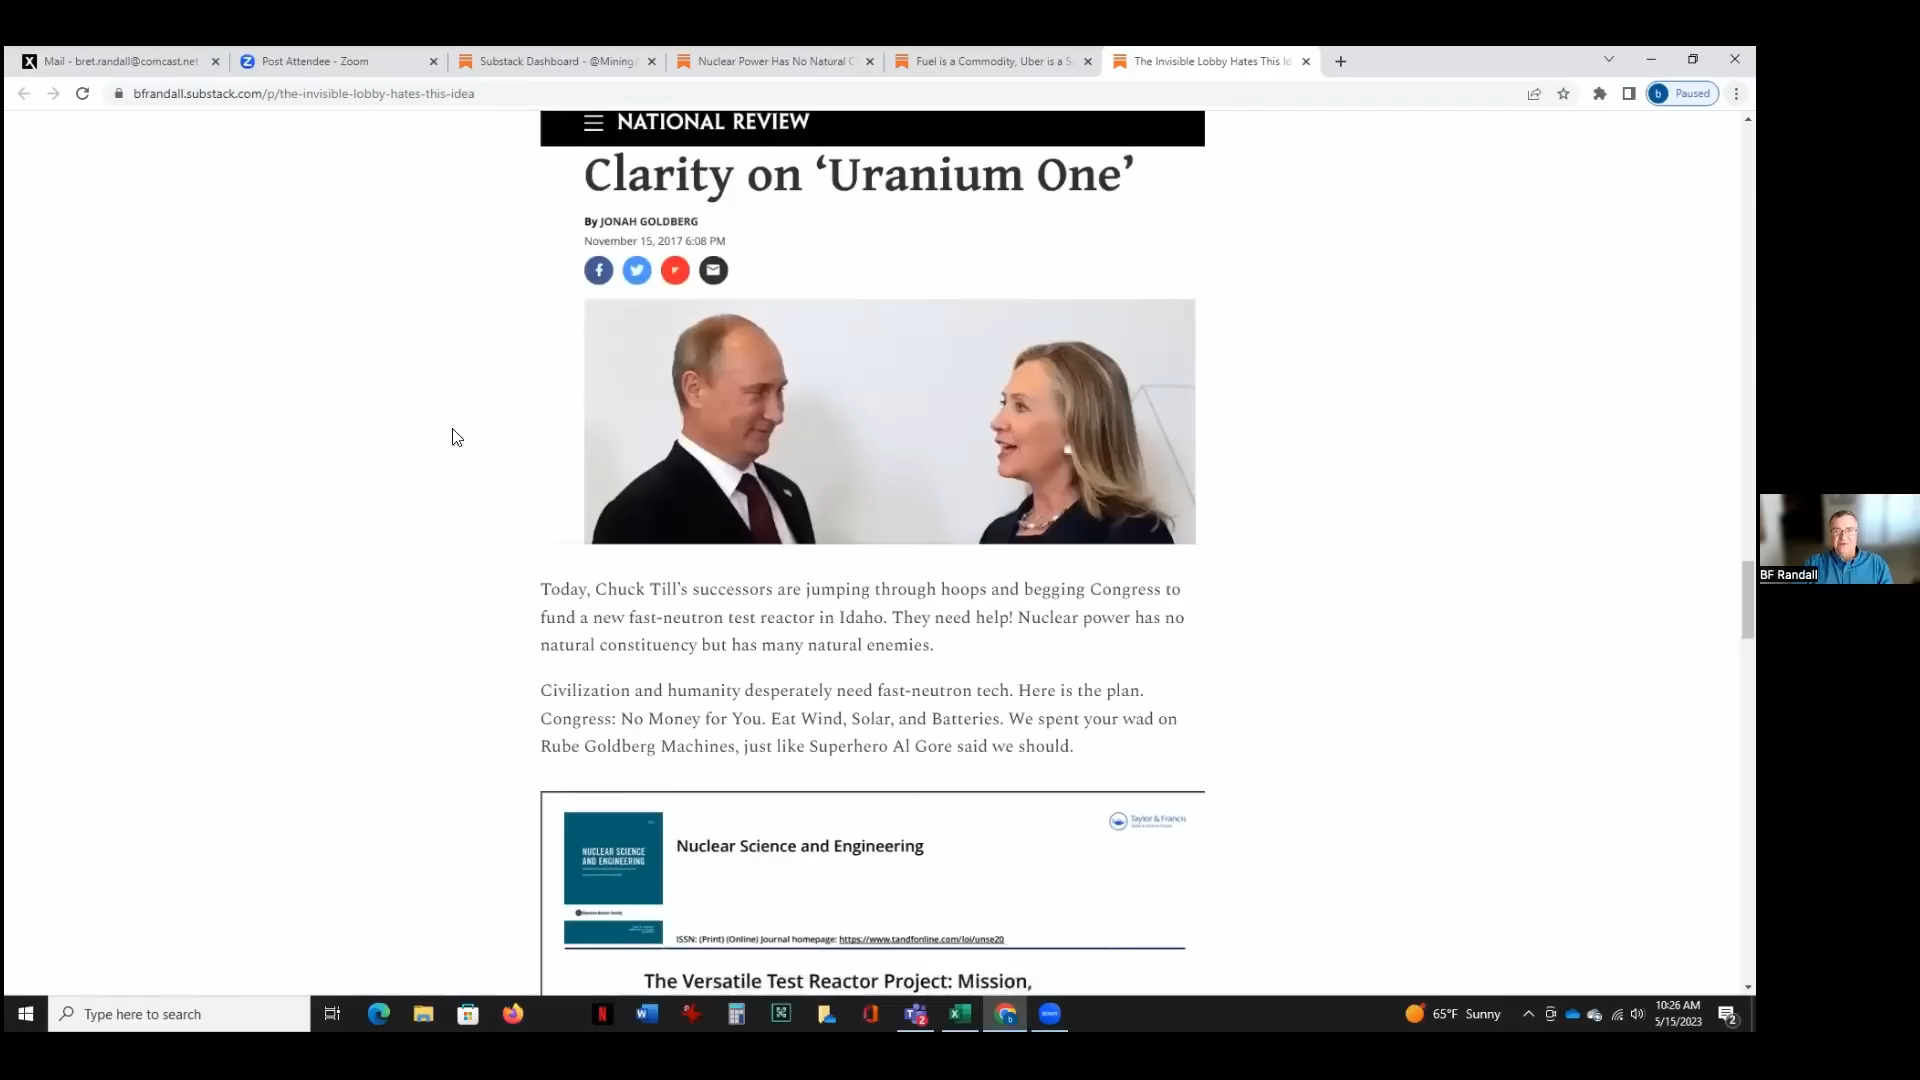 Mail - bret.randall@comcast.net
Post Attendee - Zoom
Substack Dashboard - @Mining
Nuclear Power Has No Natural C
Fuel is a Commodity, Uber is a S
The Invisible Lobby Hates This Id
bfrandall.substack.com/p/the-invisible-lobby-hates-this-idea
b Paused
NATIONAL REVIEW
Clarity on ‘Uranium One’
By JONAH GOLDBERG
November 15, 2017 6:08 PM
Today, Chuck Till’s successors are jumping through hoops and begging Congress to
fund a new fast-neutron test reactor in Idaho. They need help! Nuclear power has no
natural constituency but has many natural enemies.
BF Randall
Civilization and humanity desperately need fast-neutron tech. Here is the plan.
Congress: No Money for You. Eat Wind, Solar, and Batteries. We spent your wad on
Rube Goldberg Machines, just like Superhero Al Gore said we should.
Taylor & Francis
NUCLEAR SCIENCE
AND ENGINEERING
Nuclear Science and Engineering
ISSN: (Print) (Online) Journal homepage: https://www.tandfonline.com/loi/unse20
The Versatile Test Reactor Project: Mission,
Type here to search
65°F Sunny
10:26 AM
5/15/2023
2